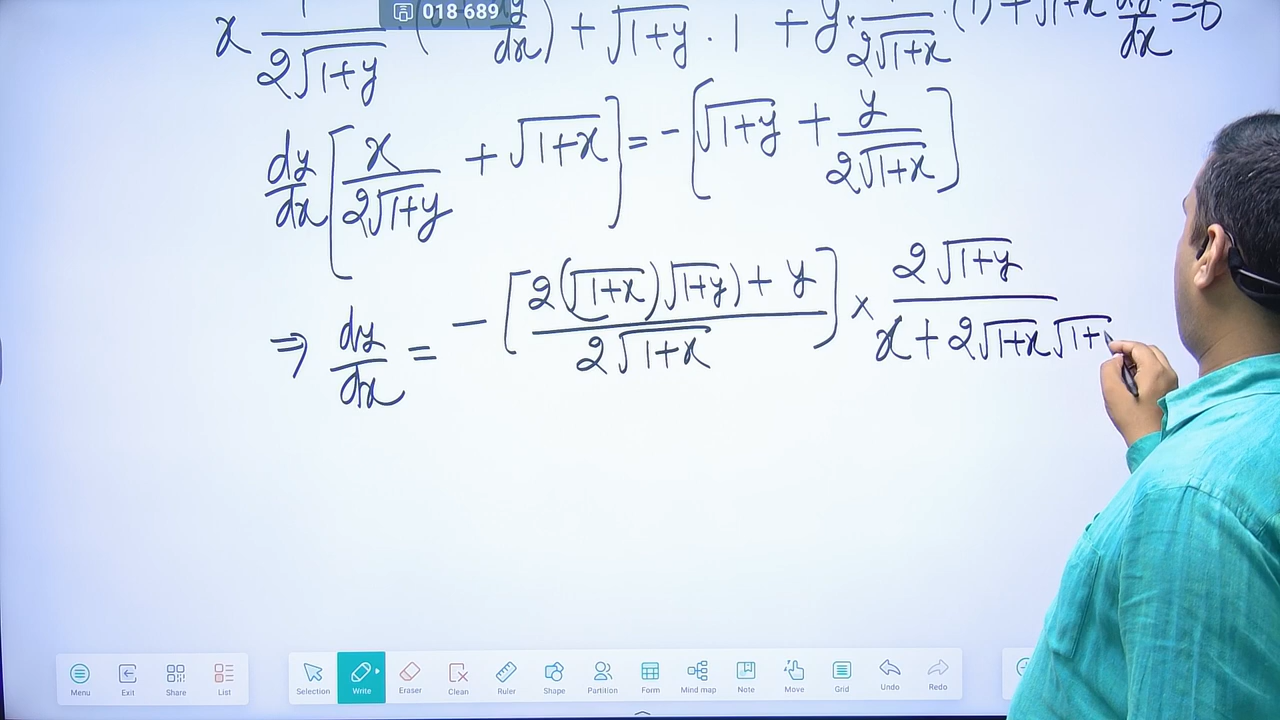 018 689
x 1/(2√(1+y)) · (0 + dy/dx) + √(1+y) · 1 + y × 1/(2√(1+x)) · (1) + √(1+x) dy/dx = 0
dy/dx [ x/(2√(1+y)) + √(1+x) ] = - [ √(1+y) + y/(2√(1+x)) ]
⇒ dy/dx = - [ (2(√(1+x))√(1+y)) + y)/(2√(1+x)) ] × (2√(1+y))/(x + 2√(1+x)√(1+
Menu Exit Share List Selection Write Eraser Clean Ruler Shape Partition Form Mind map Note Move Grid Undo Redo